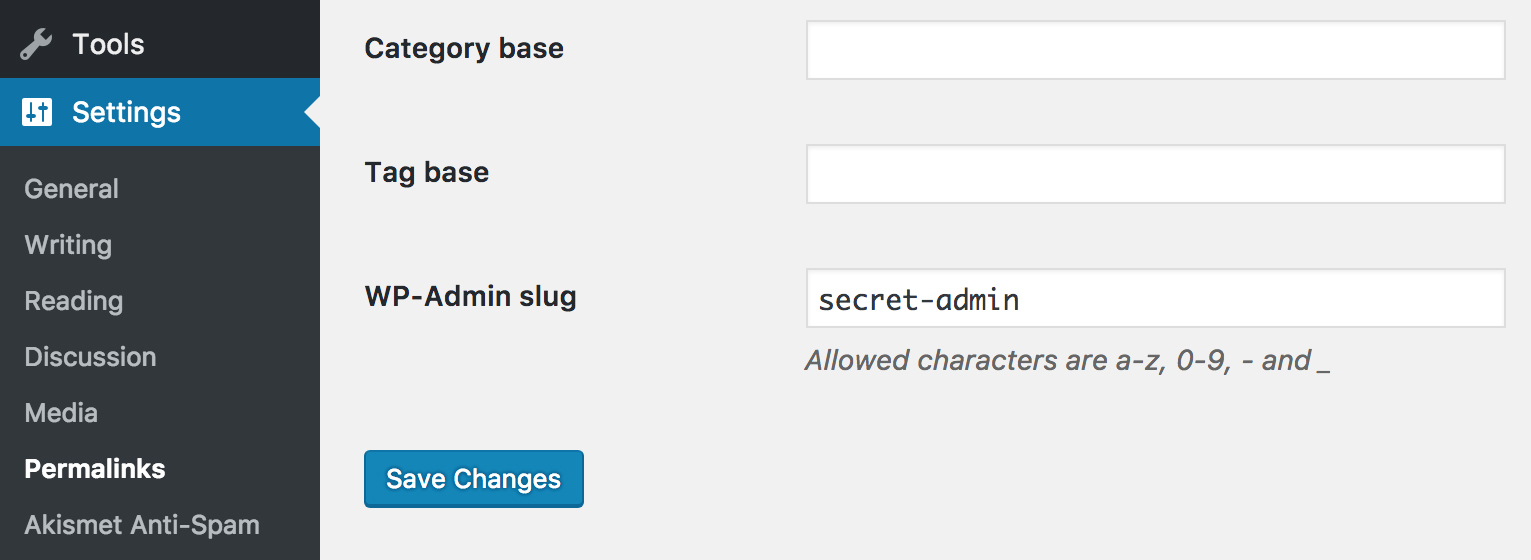 Tools
Settings
General
Writing
Reading
Discussion
Media
Permalinks
Akismet Anti-Spam
Category base
Tag base
WP-Admin slug
secret-admin
Allowed characters are a-z, 0-9, - and _
Save Changes